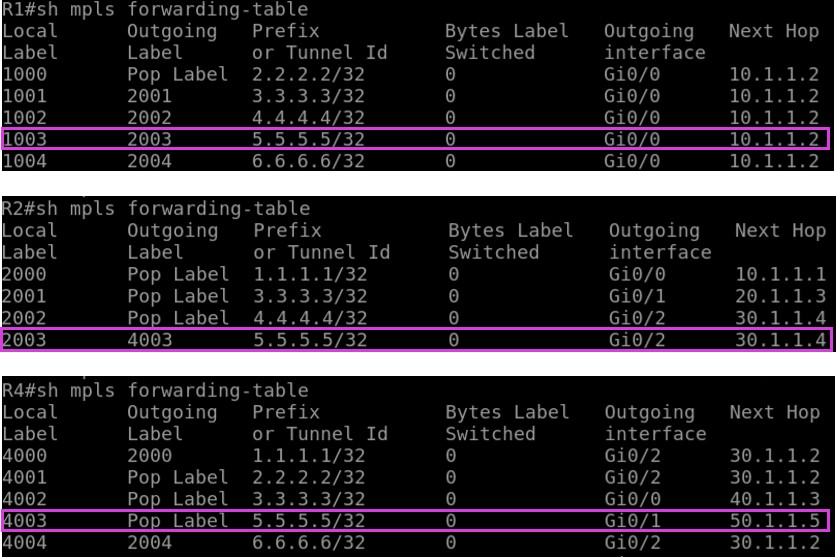 R1#sh mpls forwarding-table
Local Outgoing Prefix Bytes Label Outgoing Next Hop
Label Label or Tunnel Id Switched interface
1000 Pop Label 2.2.2.2/32 0 Gi0/0 10.1.1.2
1001 2001 3.3.3.3/32 0 Gi0/0 10.1.1.2
1002 2002 4.4.4.4/32 0 Gi0/0 10.1.1.2
1003 2003 5.5.5.5/32 0 Gi0/0 10.1.1.2
1004 2004 6.6.6.6/32 0 Gi0/0 10.1.1.2
R2#sh mpls forwarding-table
Local Outgoing Prefix Bytes Label Outgoing Next Hop
Label Label or Tunnel Id Switched interface
2000 Pop Label 1.1.1.1/32 0 Gi0/0 10.1.1.1
2001 Pop Label 3.3.3.3/32 0 Gi0/1 20.1.1.3
2002 Pop Label 4.4.4.4/32 0 Gi0/2 30.1.1.4
2003 4003 5.5.5.5/32 0 Gi0/2 30.1.1.4
R4#sh mpls forwarding-table
Local Outgoing Prefix Bytes Label Outgoing Next Hop
Label Label or Tunnel Id Switched interface
4000 2000 1.1.1.1/32 0 Gi0/2 30.1.1.2
4001 Pop Label 2.2.2.2/32 0 Gi0/2 30.1.1.2
4002 Pop Label 3.3.3.3/32 0 Gi0/0 40.1.1.3
4003 Pop Label 5.5.5.5/32 0 Gi0/1 50.1.1.5
4004 2004 6.6.6.6/32 0 Gi0/2 30.1.1.2